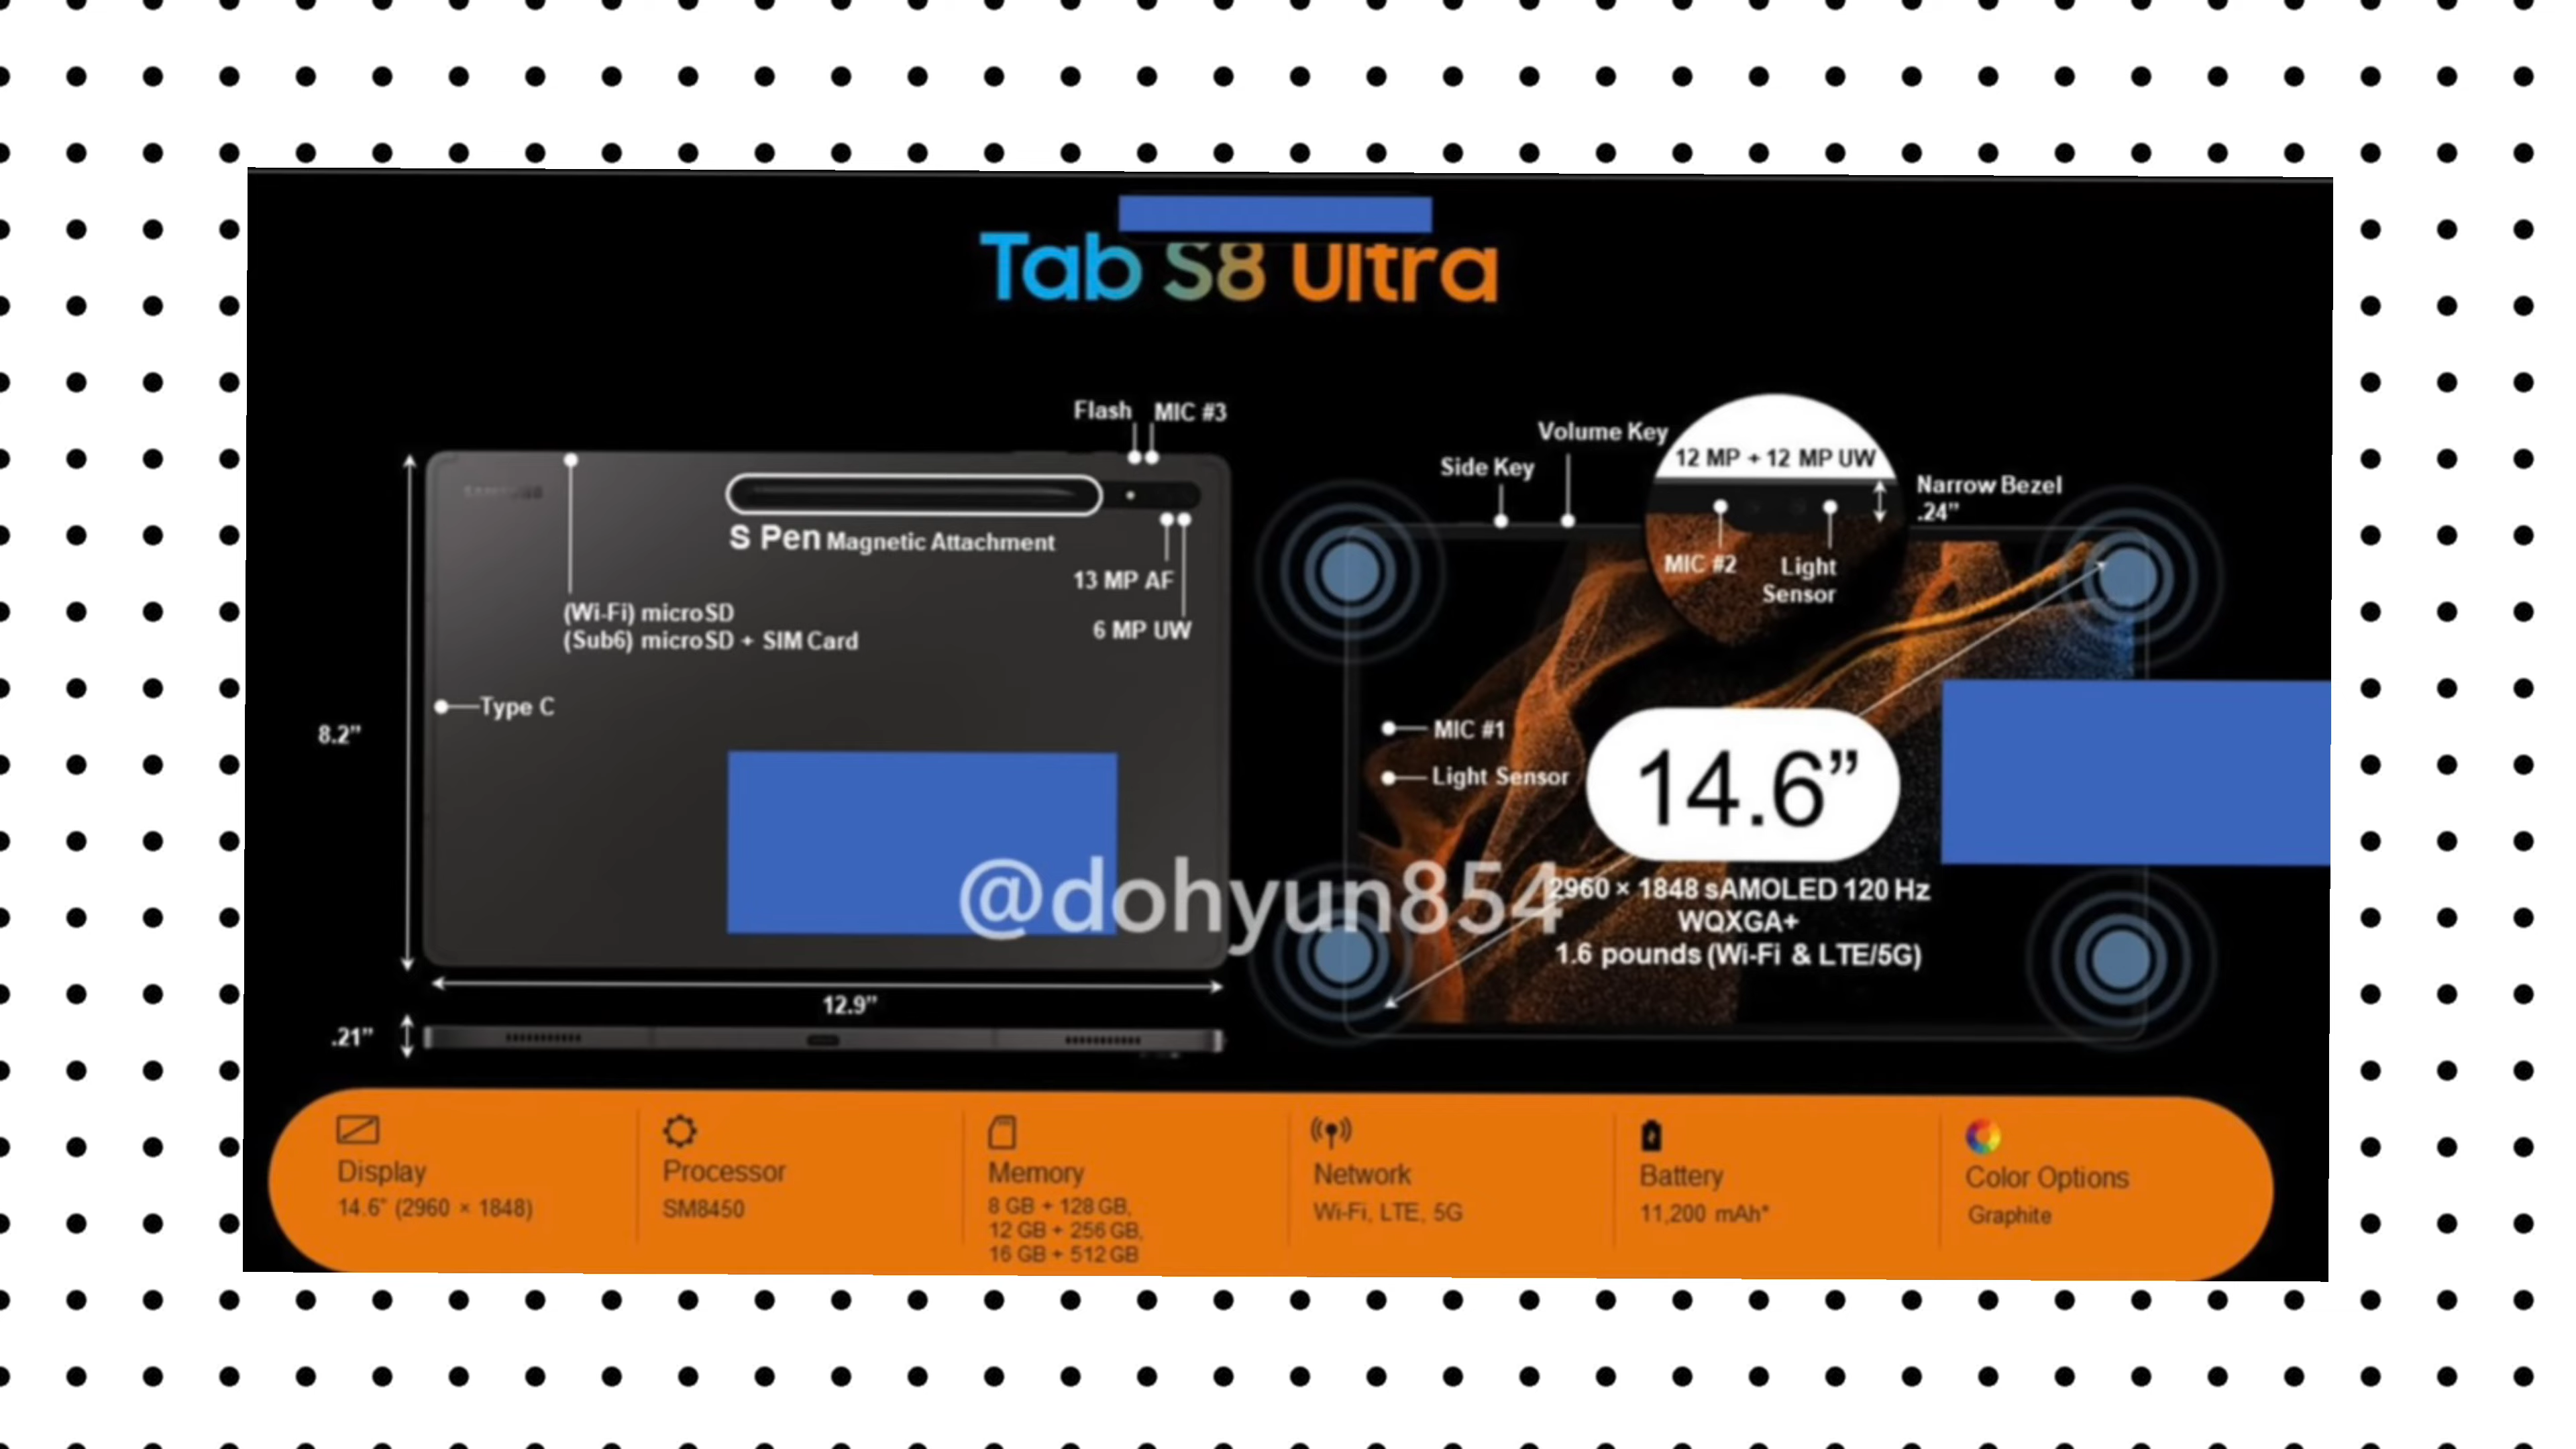 Tab S8 Ultra
Flash
MIC #3
SAMSUNG
S Pen Magnetic Attachment
13 MP AF
6 MP UW
(Wi-Fi) microSD
(Sub6) microSD + SIM Card
Type C
8.2”
12.9”
.21”
Volume Key
Side Key
12 MP + 12 MP UW
Narrow Bezel
.24”
MIC #2
Light
Sensor
MIC #1
Light Sensor
14.6”
@dohyun854
2960 × 1848 sAMOLED 120 Hz
WQXGA+
1.6 pounds (Wi-Fi & LTE/5G)
Display
14.6" (2960 × 1848)
Processor
SM8450
Memory
8 GB + 128 GB,
12 GB + 256 GB,
16 GB + 512 GB
Network
Wi-Fi, LTE, 5G
Battery
11,200 mAh*
Color Options
Graphite